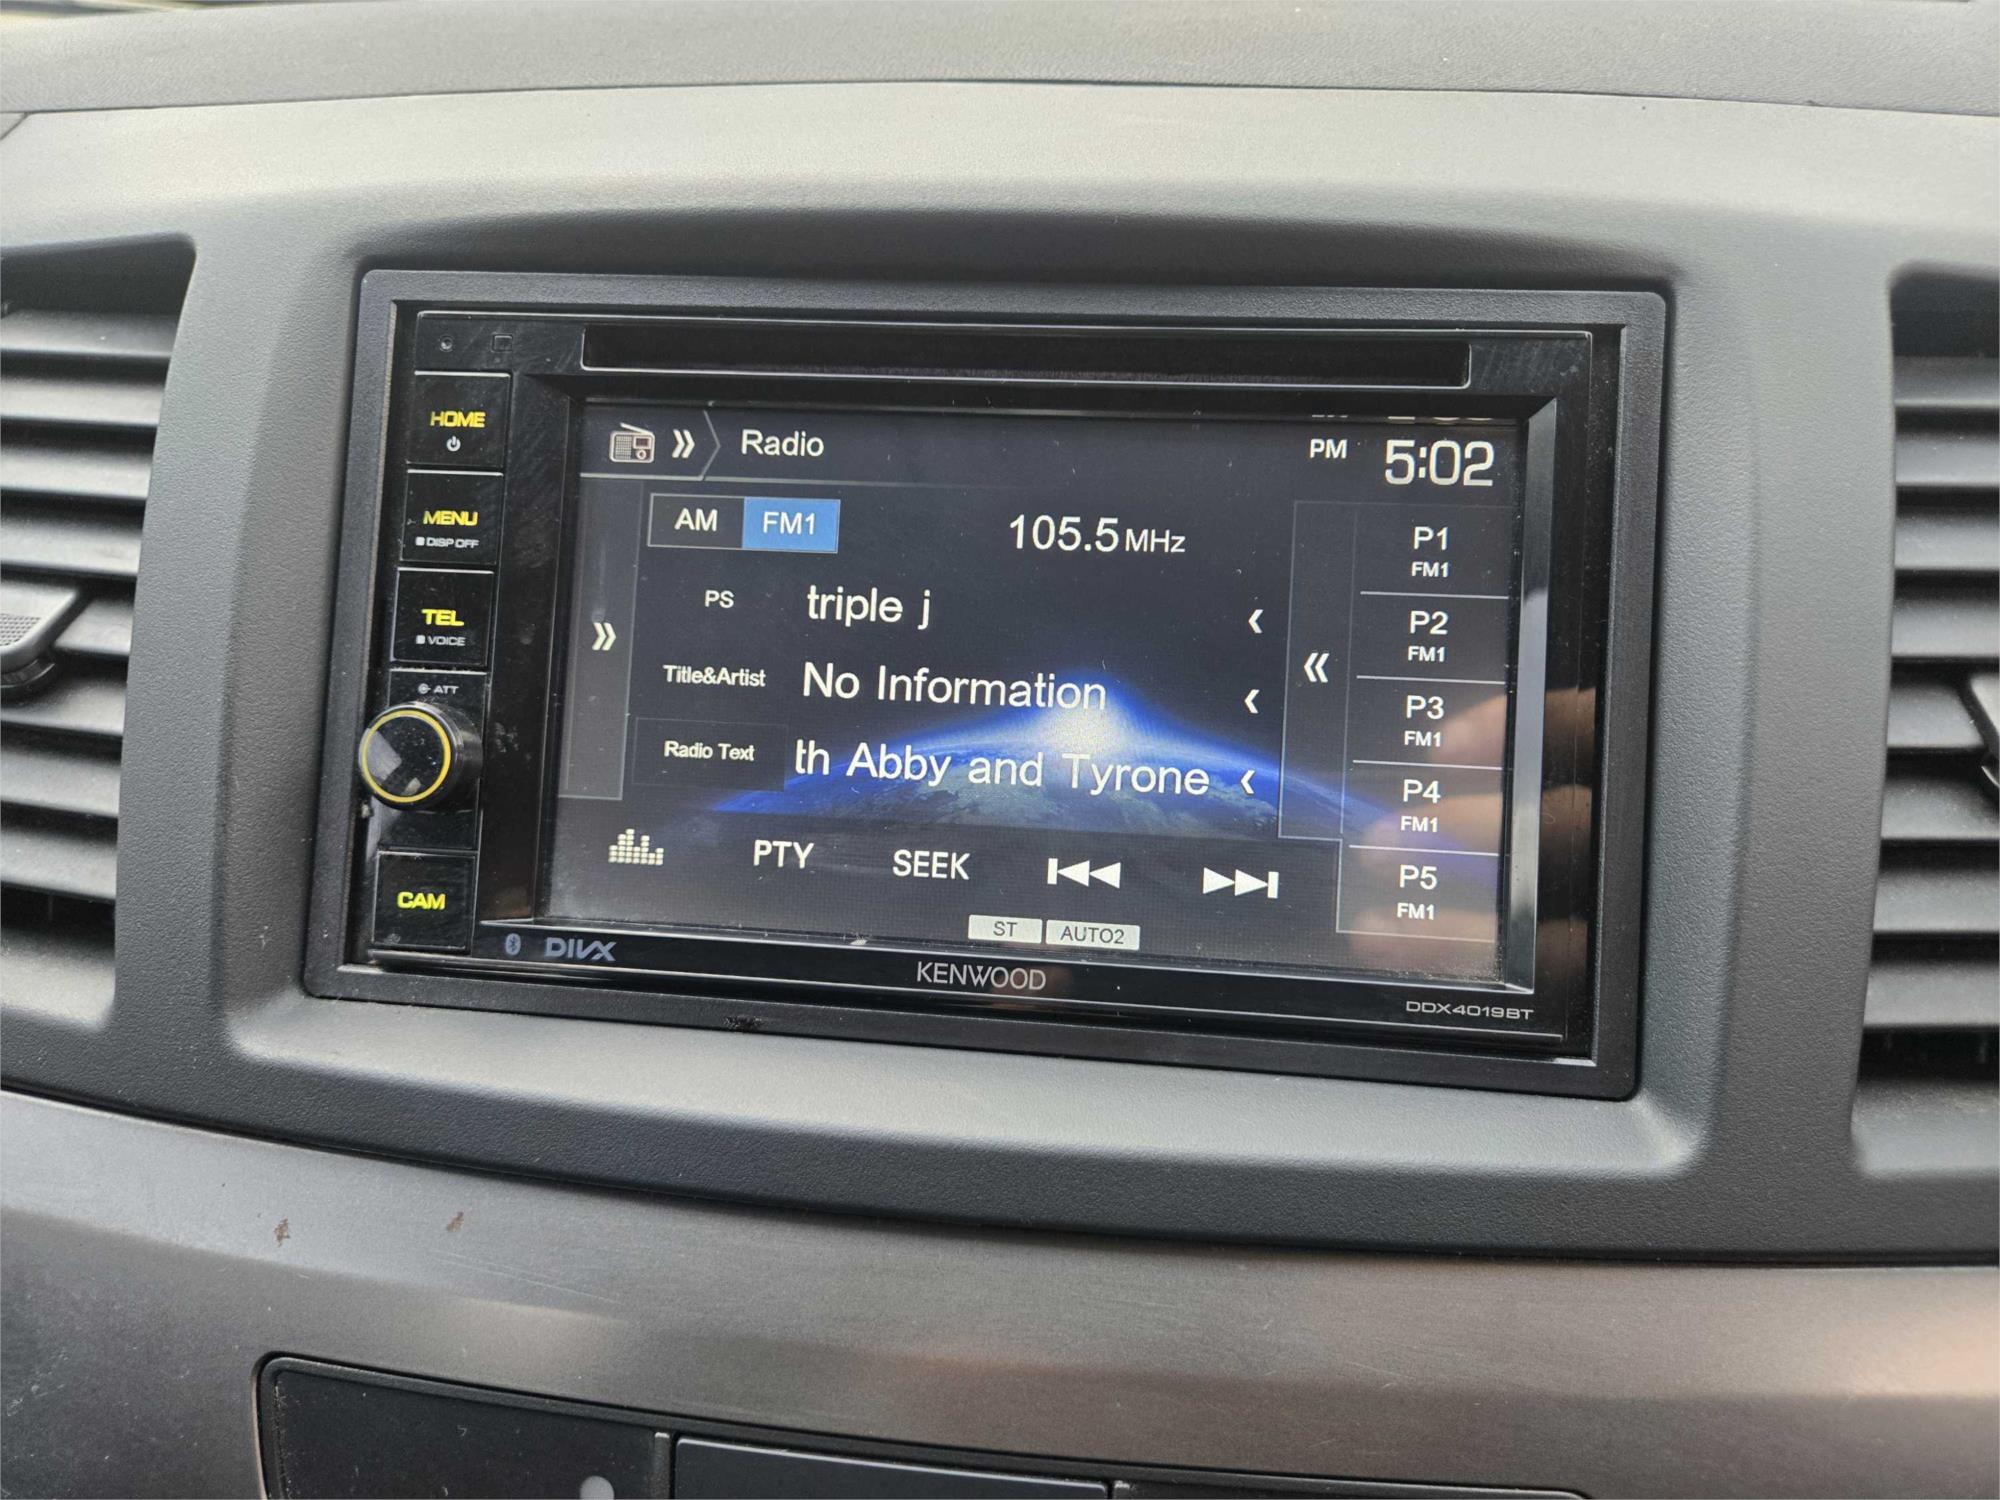 HOME
MENU
DISP OFF
TEL
VOICE
ATT
CAM
Radio
PM 5:02
AM FM1
105.5 MHz
PS triple j
Title&Artist No Information
Radio Text th Abby and Tyrone
PTY SEEK
ST AUTO2
P1
FM1
P2
FM1
P3
FM1
P4
FM1
P5
FM1
DIVX
KENWOOD
DDX4019BT